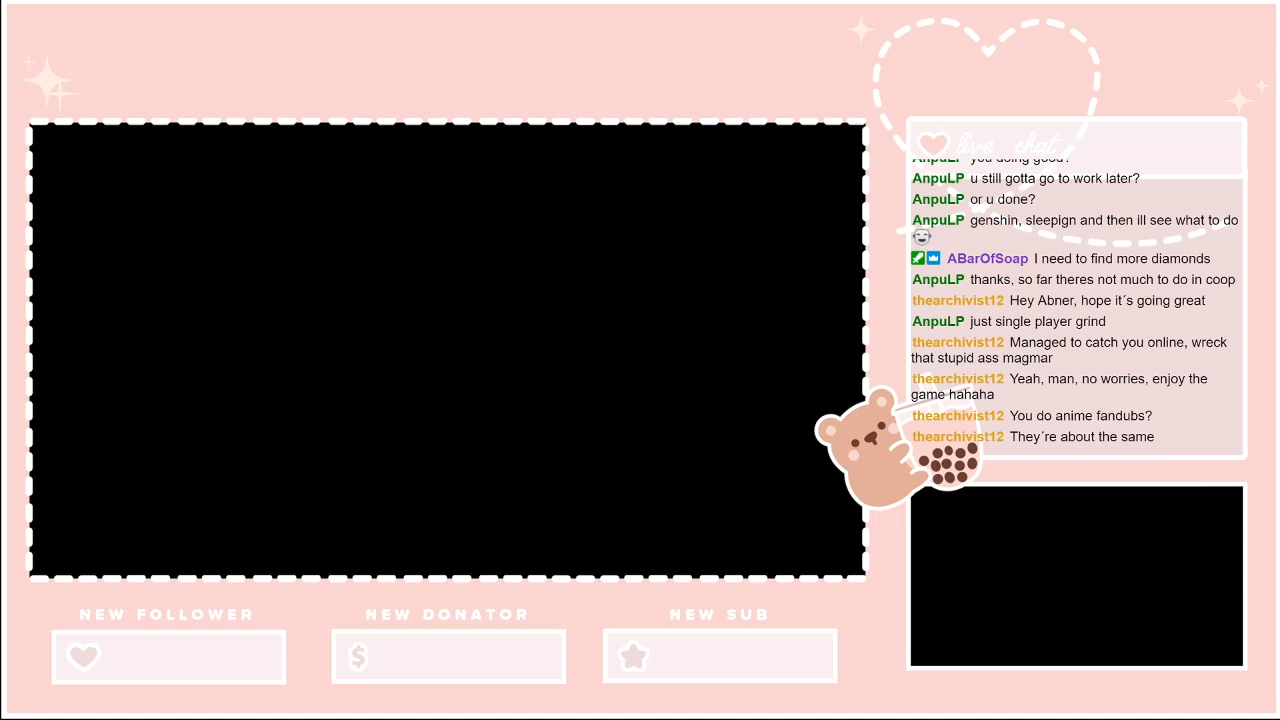 live chat
AnpuLP you doing good?
AnpuLP u still gotta go to work later?
AnpuLP or u done?
AnpuLP genshin, sleepign and then ill see what to do
ABarOfSoap I need to find more diamonds
AnpuLP thanks, so far theres not much to do in coop
thearchivist12 Hey Abner, hope it´s going great
AnpuLP just single player grind
thearchivist12 Managed to catch you online, wreck
that stupid ass magmar
thearchivist12 Yeah, man, no worries, enjoy the
game hahaha
thearchivist12 You do anime fandubs?
thearchivist12 They´re about the same
NEW FOLLOWER
NEW DONATOR
NEW SUB
$